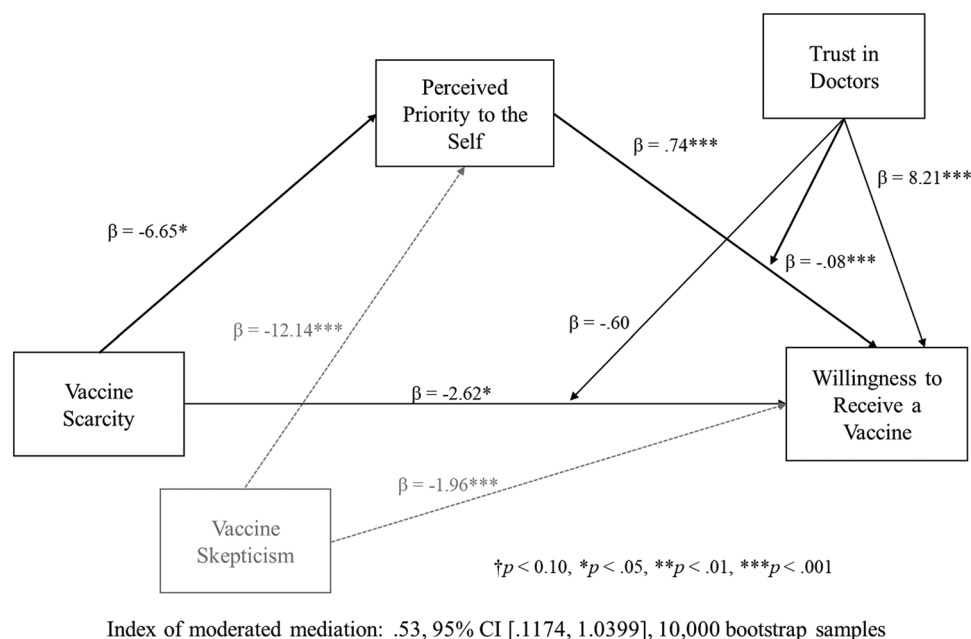 Trust in
Doctors
Perceived
Priority to the
Self
β = .74***
β = 8.21***
β = -6.65*
β = -.08***
β = -12.14***
β = -.60
Vaccine
Scarcity
β = -2.62*
Willingness to
Receive a
Vaccine
β = -1.96***
Vaccine
Skepticism
†p < 0.10, *p < .05, **p < .01, ***p < .001
Index of moderated mediation: .53, 95% CI [.1174, 1.0399], 10,000 bootstrap samples